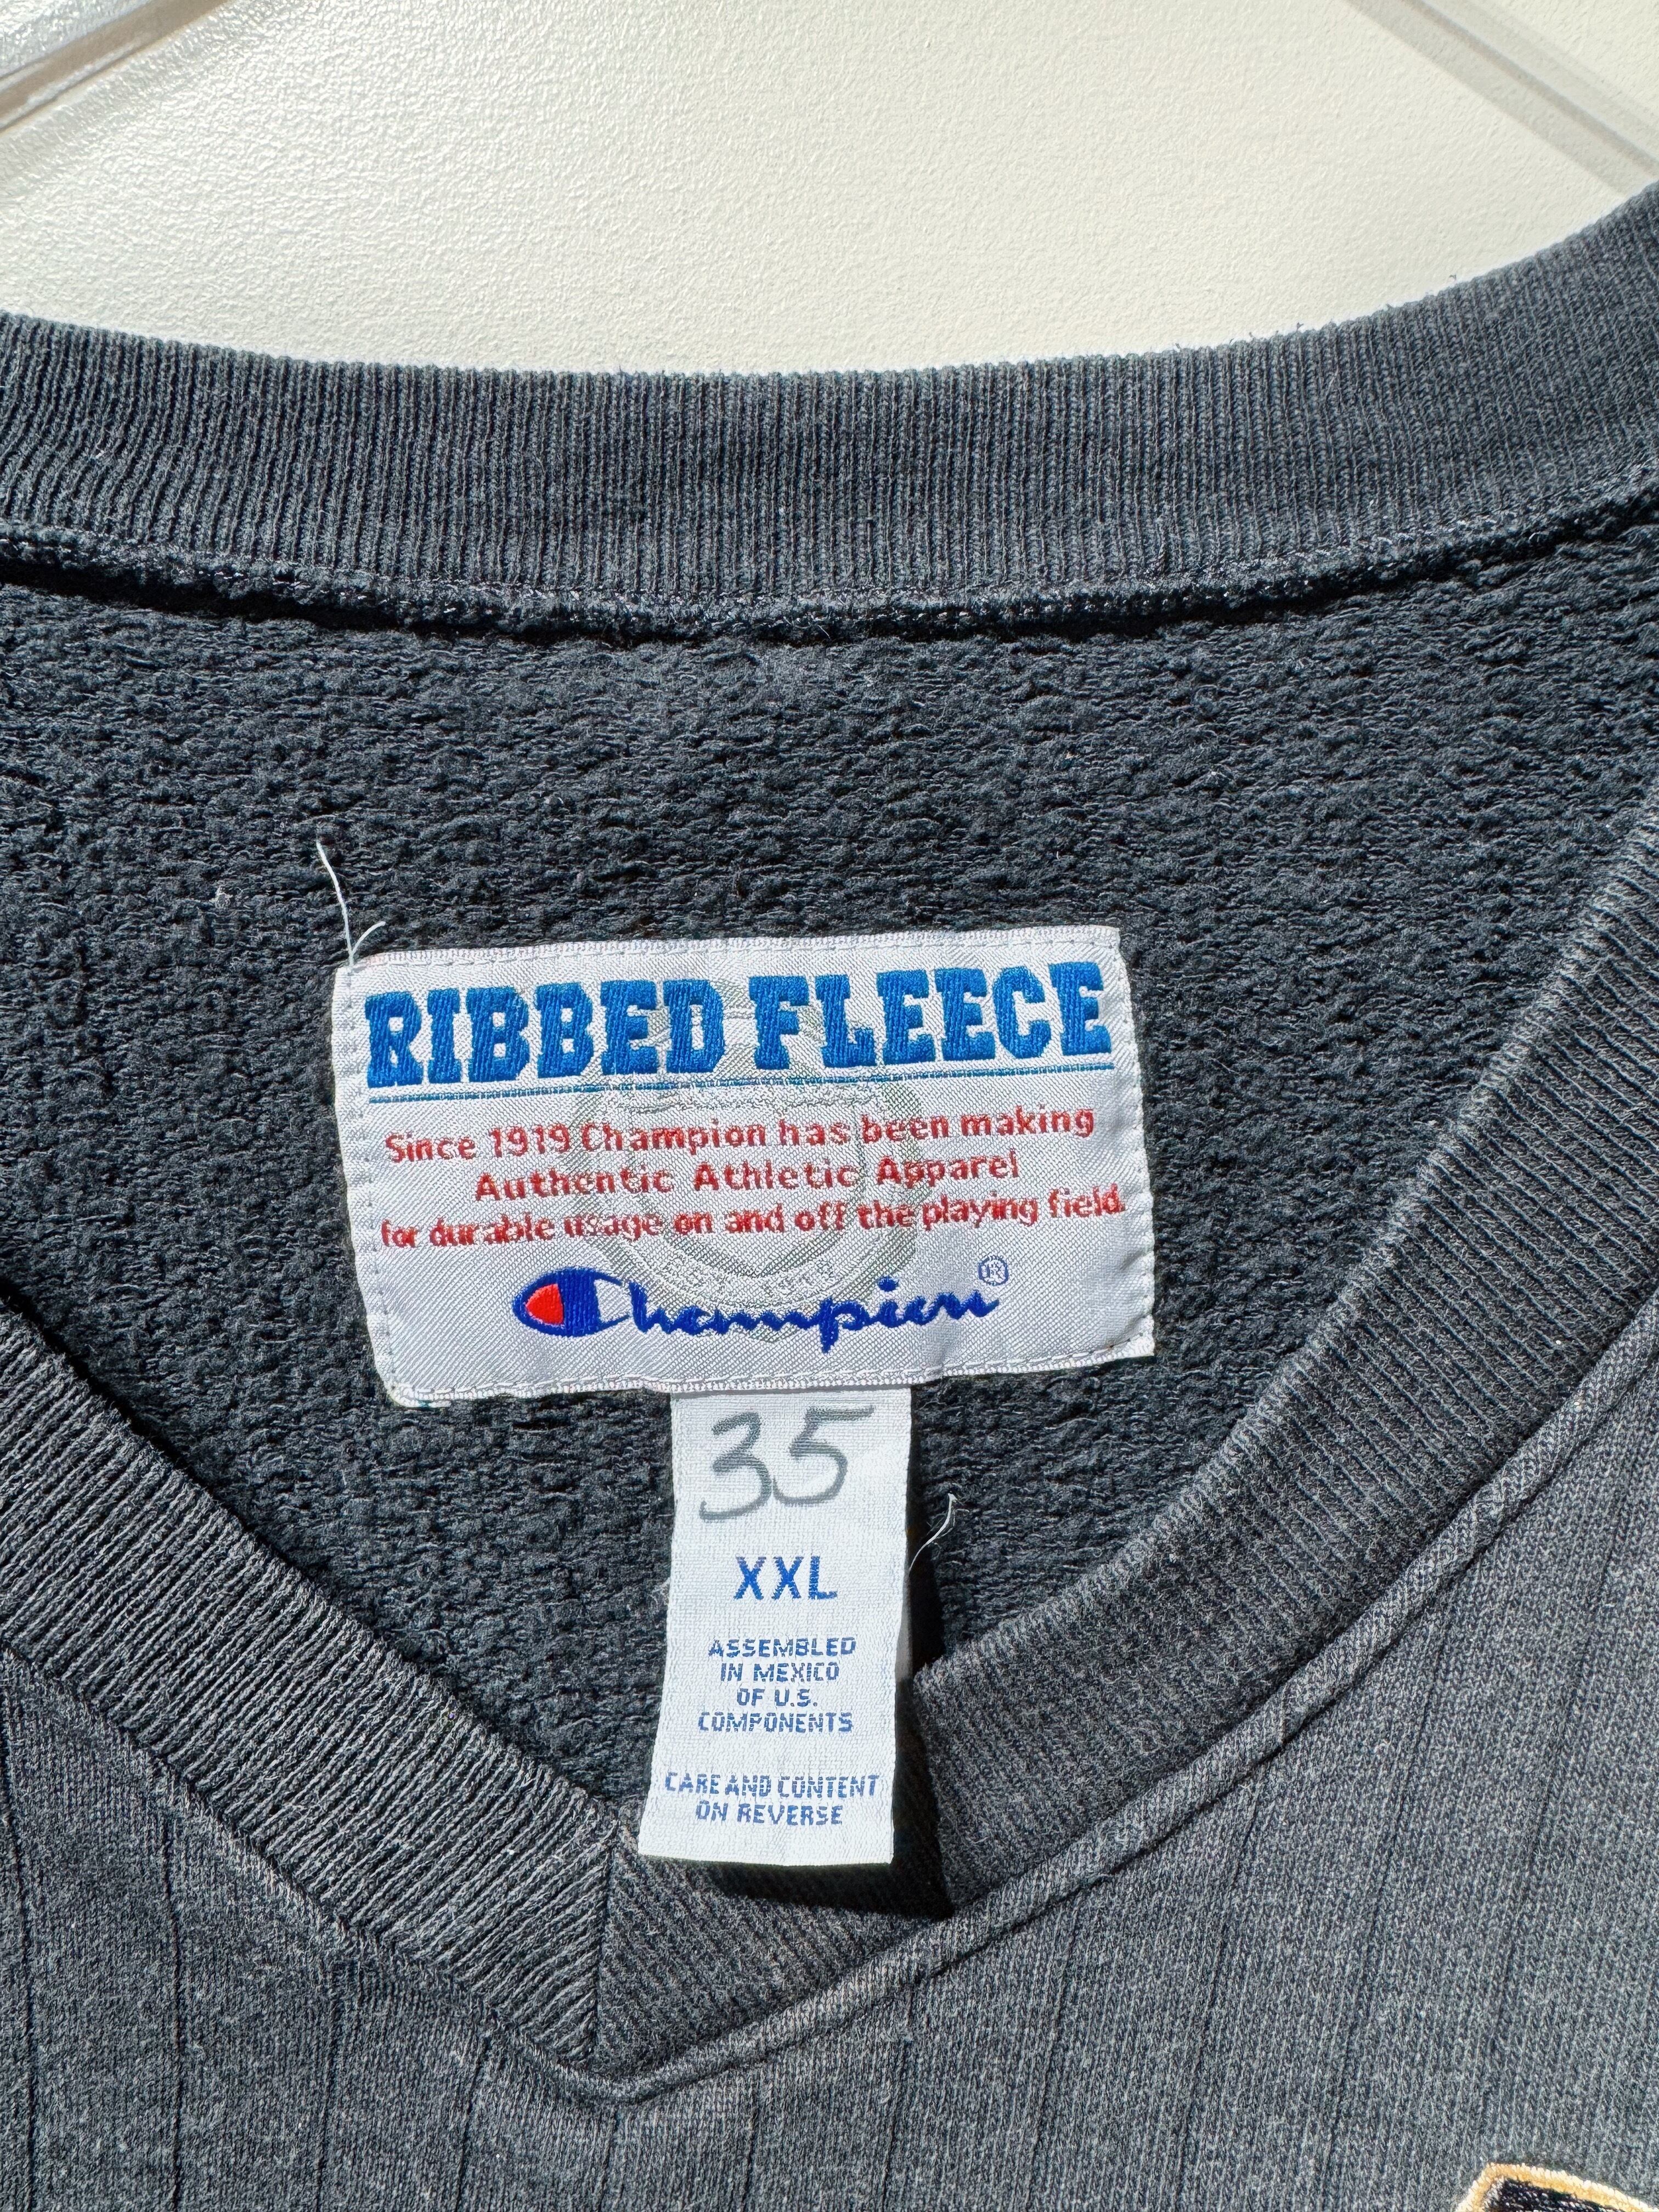 RIBBED FLEECE
Since 1919 Champion has been making
Authentic Athletic Apparel
for durable usage on and off the playing field.
Champion®
35
XXL
ASSEMBLED
IN MEXICO
OF U.S.
COMPONENTS
CARE AND CONTENT
ON REVERSE